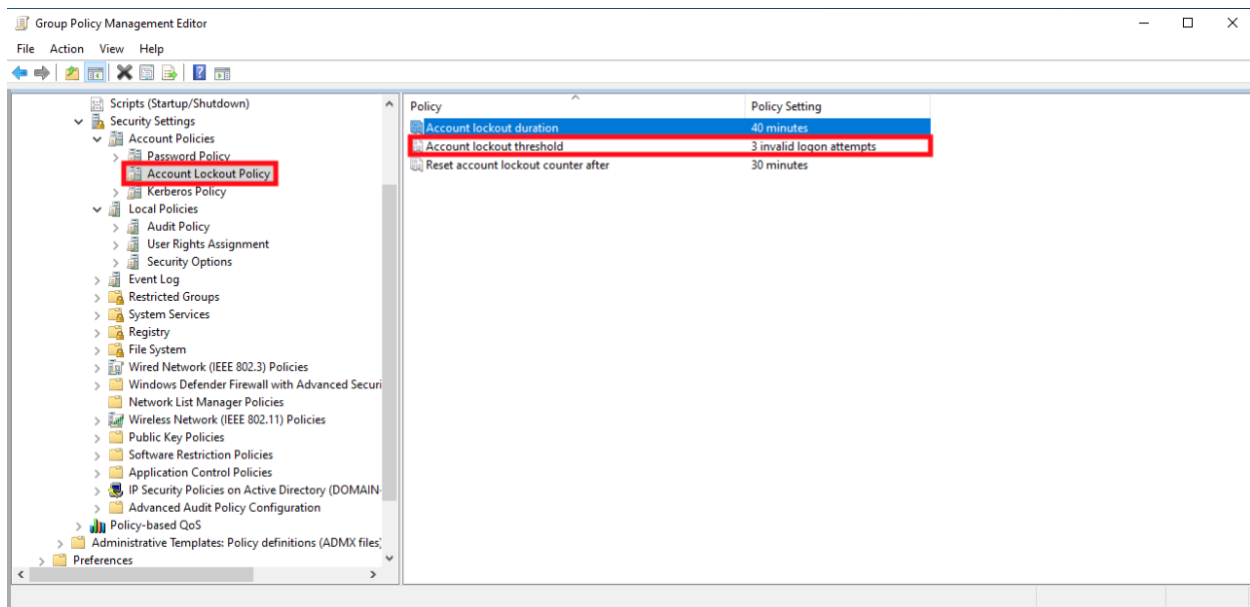 Group Policy Management Editor
File Action View Help
Scripts (Startup/Shutdown)
Security Settings
Account Policies
Password Policy
Account Lockout Policy
Kerberos Policy
Local Policies
Audit Policy
User Rights Assignment
Security Options
Event Log
Restricted Groups
System Services
Registry
File System
Wired Network (IEEE 802.3) Policies
Windows Defender Firewall with Advanced Securi
Network List Manager Policies
Wireless Network (IEEE 802.11) Policies
Public Key Policies
Software Restriction Policies
Application Control Policies
IP Security Policies on Active Directory (DOMAIN-
Advanced Audit Policy Configuration
Policy-based QoS
Administrative Templates: Policy definitions (ADMX files)
Preferences
Policy Policy Setting
Account lockout duration 40 minutes
Account lockout threshold 3 invalid logon attempts
Reset account lockout counter after 30 minutes